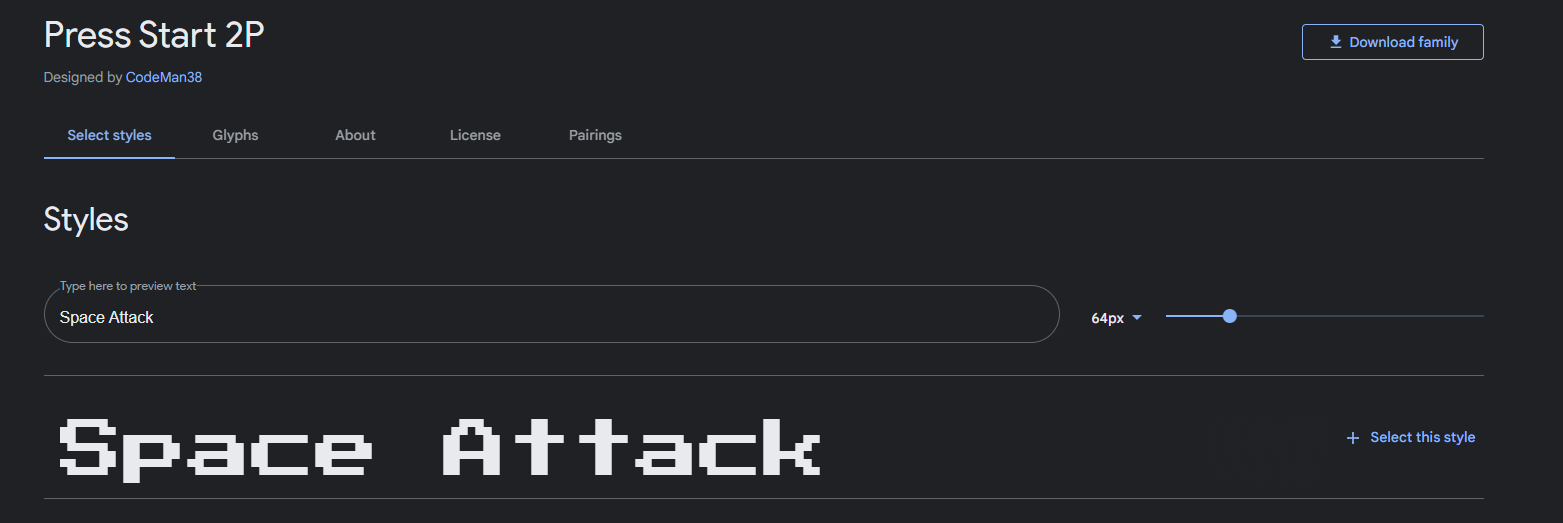 Press Start 2P
Download family
Designed by CodeMan38
Select styles Glyphs About License Pairings
Styles
Type here to preview text
Space Attack
64px
Space Attack
Select this style